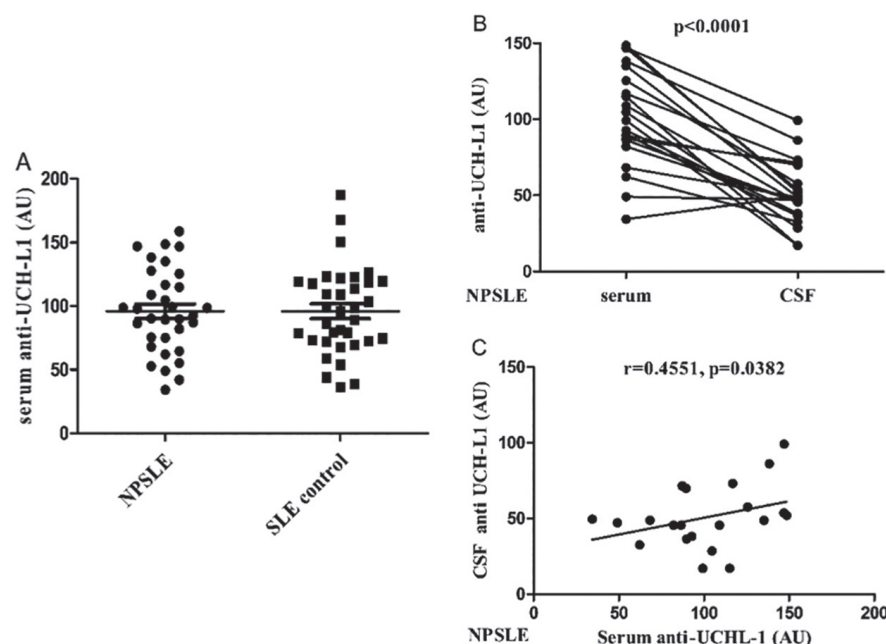 A
serum anti-UCH-L1 (AU)
200
150
100
50
0
NPSLE
SLE control
B
p<0.0001
anti-UCH-L1 (AU)
150
100
50
0
NPSLE
serum
CSF
C
r=0.4551, p=0.0382
CSF anti UCH-L1 (AU)
150
100
50
0
0
50
100
150
200
NPSLE
Serum anti-UCHL-1 (AU)